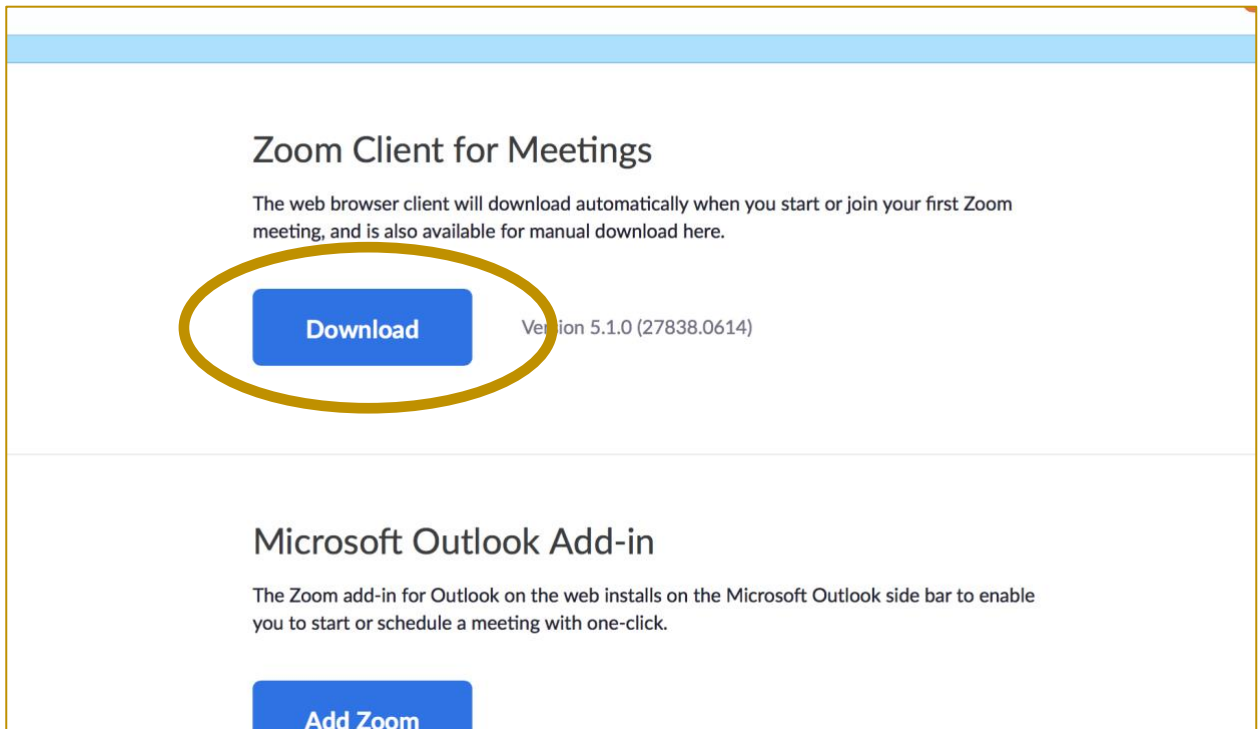 Zoom Client for Meetings
The web browser client will download automatically when you start or join your first Zoom
meeting, and is also available for manual download here.
Download
Version 5.1.0 (27838.0614)
Microsoft Outlook Add-in
The Zoom add-in for Outlook on the web installs on the Microsoft Outlook side bar to enable
you to start or schedule a meeting with one-click.
Add Zoom